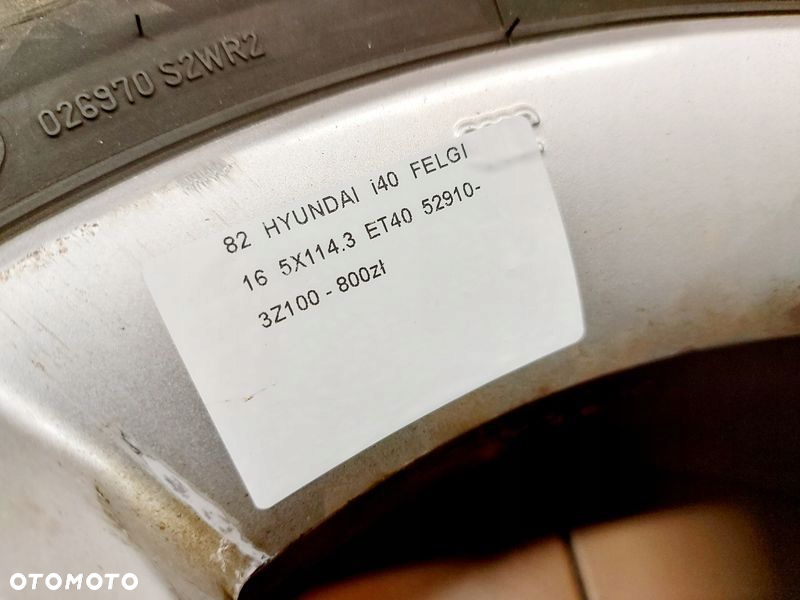 026970 S2WR2
82 HYUNDAI i40 FELGI
16 5X114.3 ET40 52910-
3Z100 - 800zł
OTOMOTO